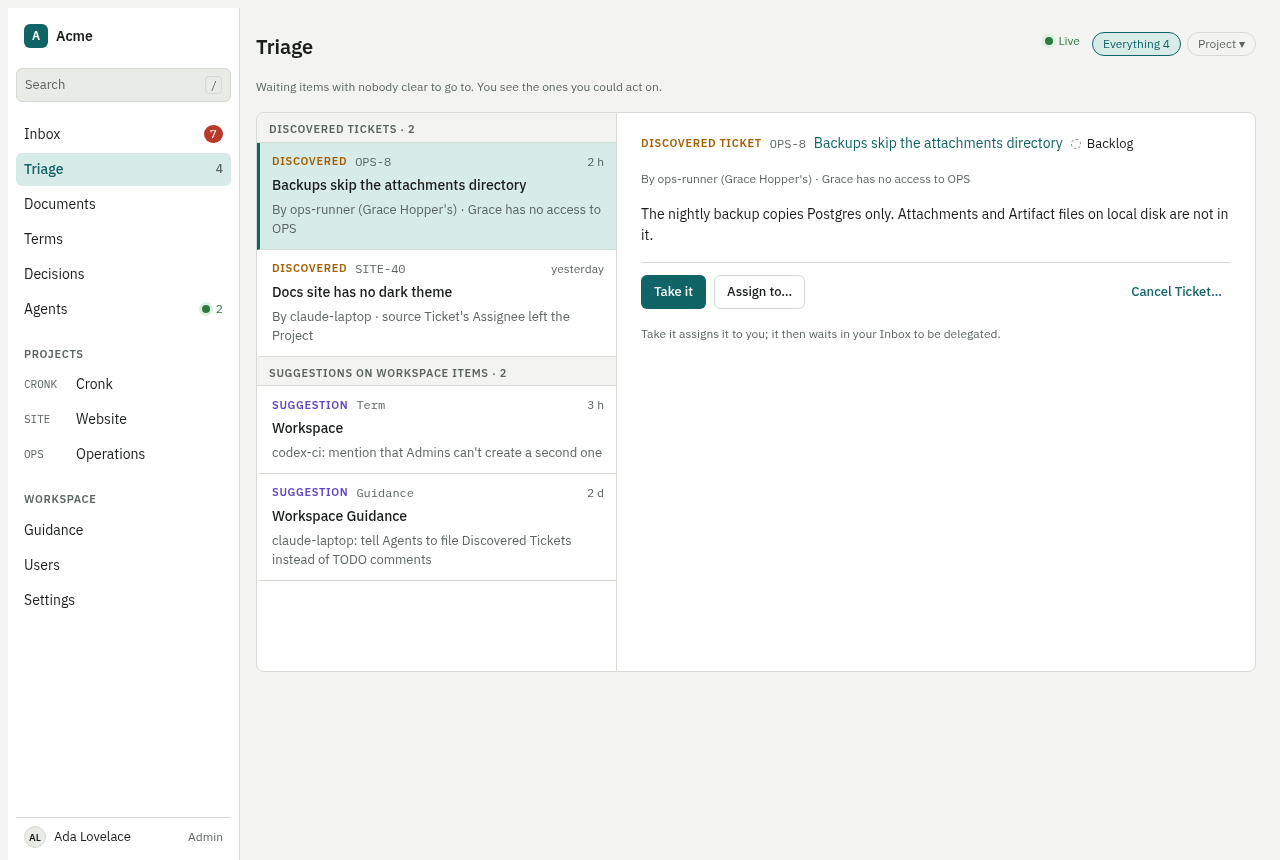 A Acme
Search /
Inbox 7
Triage 4
Documents
Terms
Decisions
Agents 2
PROJECTS
CRONK Cronk
SITE Website
OPS Operations
WORKSPACE
Guidance
Users
Settings
AL Ada Lovelace Admin
Triage
Live Everything 4 Project ▾
Waiting items with nobody clear to go to. You see the ones you could act on.
DISCOVERED TICKETS · 2
DISCOVERED OPS-8 2 h
Backups skip the attachments directory
By ops-runner (Grace Hopper's) · Grace has no access to
OPS
DISCOVERED SITE-40 yesterday
Docs site has no dark theme
By claude-laptop · source Ticket's Assignee left the
Project
SUGGESTIONS ON WORKSPACE ITEMS · 2
SUGGESTION Term 3 h
Workspace
codex-ci: mention that Admins can't create a second one
SUGGESTION Guidance 2 d
Workspace Guidance
claude-laptop: tell Agents to file Discovered Tickets
instead of TODO comments
DISCOVERED TICKET OPS-8 Backups skip the attachments directory Backlog
By ops-runner (Grace Hopper's) · Grace has no access to OPS
The nightly backup copies Postgres only. Attachments and Artifact files on local disk are not in
it.
Take it Assign to… Cancel Ticket…
Take it assigns it to you; it then waits in your Inbox to be delegated.